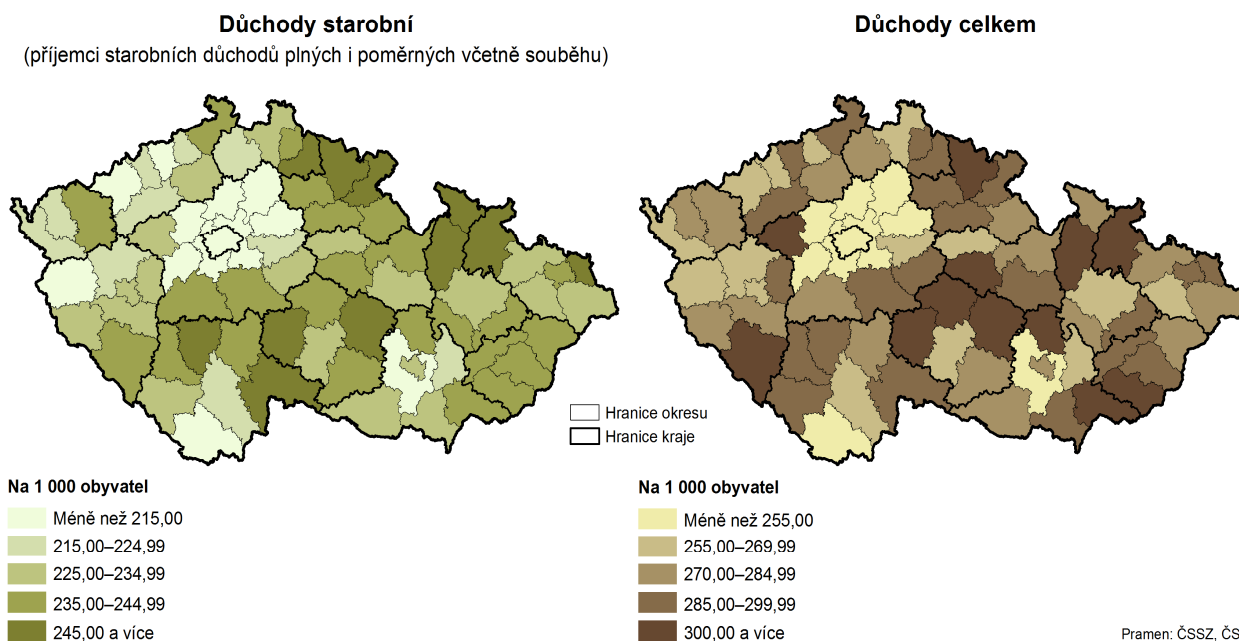 Důchody starobní
(příjemci starobních důchodů plných i poměrných včetně souběhu)
Důchody celkem
Hranice okresu
Hranice kraje
Na 1 000 obyvatel
Méně než 215,00
215,00–224,99
225,00–234,99
235,00–244,99
245,00 a více
Na 1 000 obyvatel
Méně než 255,00
255,00–269,99
270,00–284,99
285,00–299,99
300,00 a více
Pramen: ČSSZ, ČS